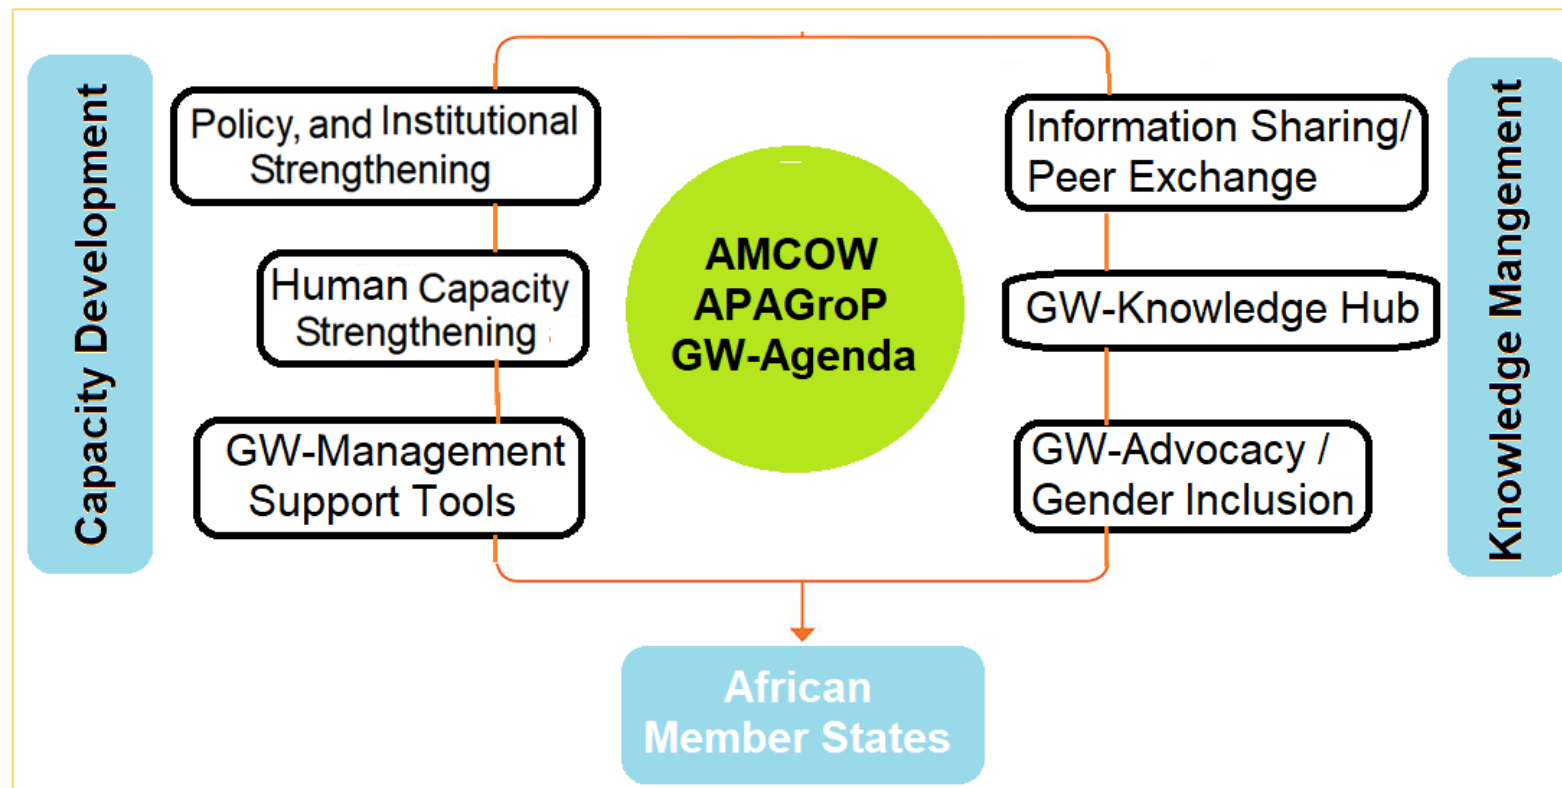 Capacity Development
Policy, and Institutional
Strengthening
Human Capacity
Strengthening
GW-Management
Support Tools
AMCOW
APAGroP
GW-Agenda
Information Sharing/
Peer Exchange
GW-Knowledge Hub
GW-Advocacy /
Gender Inclusion
Knowledge Mangement
African
Member States